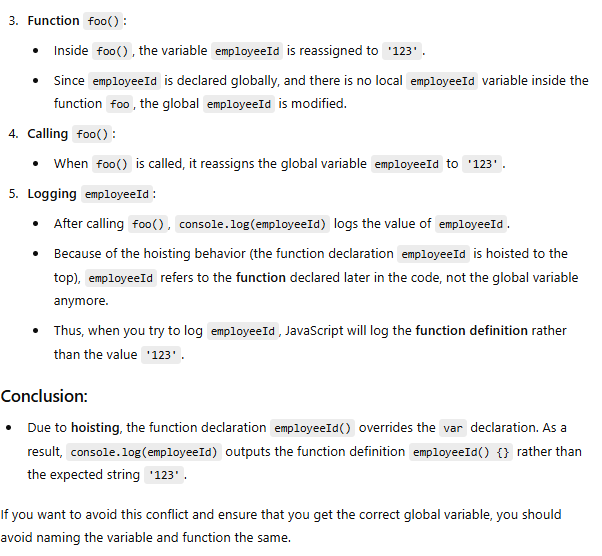 3. Function foo():
• Inside foo(), the variable employeeId is reassigned to '123'.
• Since employeeId is declared globally, and there is no local employeeId variable inside the
function foo, the global employeeId is modified.
4. Calling foo():
• When foo() is called, it reassigns the global variable employeeId to '123'.
5. Logging employeeId:
• After calling foo(), console.log(employeeId) logs the value of employeeId.
• Because of the hoisting behavior (the function declaration employeeId is hoisted to the
top), employeeId refers to the function declared later in the code, not the global variable
anymore.
• Thus, when you try to log employeeId, JavaScript will log the function definition rather
than the value '123'.
Conclusion:
• Due to hoisting, the function declaration employeeId() overrides the var declaration. As a
result, console.log(employeeId) outputs the function definition employeeId() {} rather than
the expected string '123'.
If you want to avoid this conflict and ensure that you get the correct global variable, you should
avoid naming the variable and function the same.